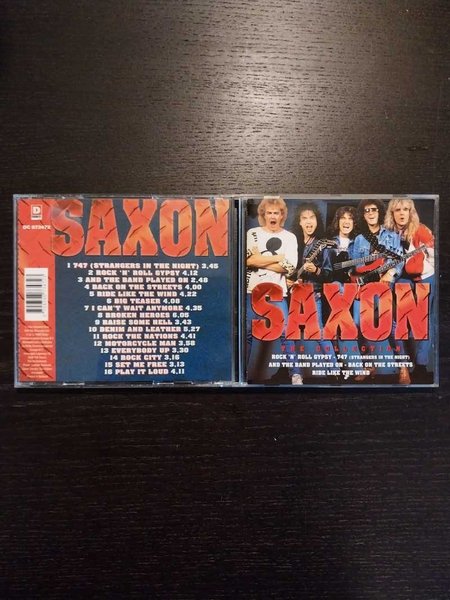 DC 873472
SAXON
1 747 (STRANGERS IN THE NIGHT) 3,45
2 ROCK 'N' ROLL GYPSY 4.12
3 AND THE BAND PLAYED ON 2.48
4 BACK ON THE STREETS 4.00
5 RIDE LIKE THE WIND 4.22
6 BIG TEASER 4.08
7 I CAN'T WAIT ANYMORE 4.35
8 BROKEN HEROES 6.05
9 RAISE SOME HELL 3.43
10 DENIM AND LEATHER 5.27
11 ROCK THE NATIONS 4.41
12 MOTORCYCLE MAN 3.56
13 EVERYBODY UP 3.30
14 ROCK CITY 3.16
15 SET ME FREE 3.13
16 PLAY IT LOUD 4.11
SAXON
THE COLLECTION
ROCK 'N' ROLL GYPSY - 747 (STRANGERS IN THE NIGHT)
AND THE BAND PLAYED ON - BACK ON THE STREETS
RIDE LIKE THE WIND